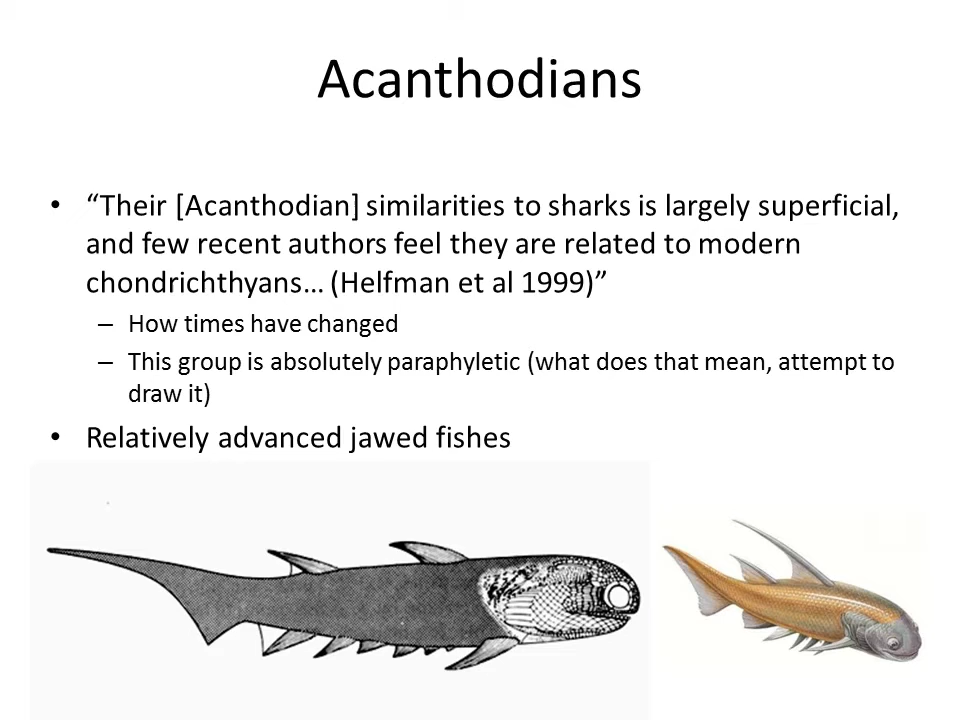 Acanthodians
• “Their [Acanthodian] similarities to sharks is largely superficial,
and few recent authors feel they are related to modern
chondrichthyans… (Helfman et al 1999)”
– How times have changed
– This group is absolutely paraphyletic (what does that mean, attempt to
draw it)
• Relatively advanced jawed fishes